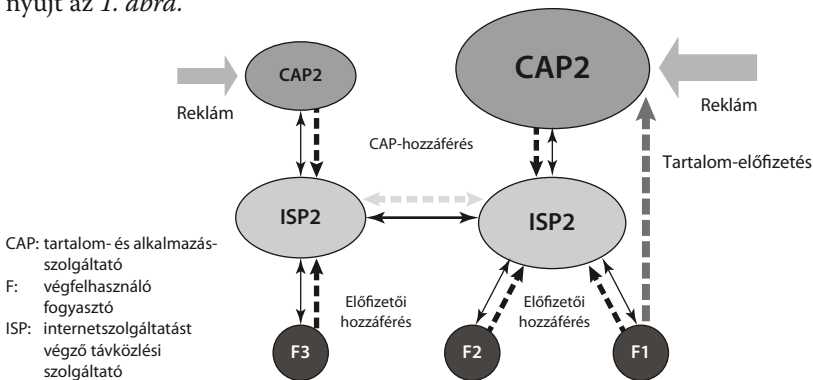 nyújt az 1. ábra.
CAP2
CAP2
Reklám
Reklám
CAP-hozzáférés
Tartalom-előfizetés
ISP2
ISP2
CAP: tartalom- és alkalmazás-
szolgáltató
F: végfelhasználó
fogyasztó
ISP: internetszolgáltatást
végző távközlési
szolgáltató
Előfizetői
hozzáférés
Előfizetői
hozzáférés
F3
F2
F1